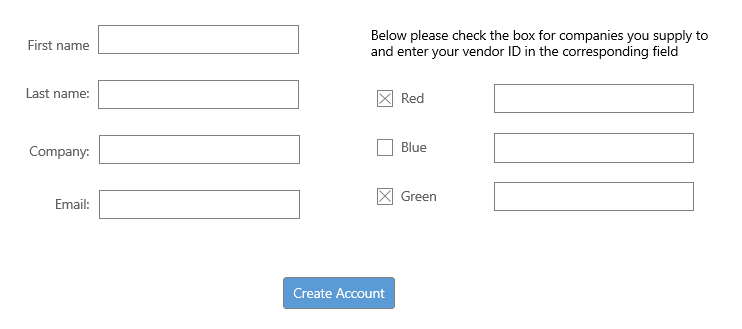 First name
Last name:
Company:
Email:
Below please check the box for companies you supply to
and enter your vendor ID in the corresponding field
Red
Blue
Green
Create Account